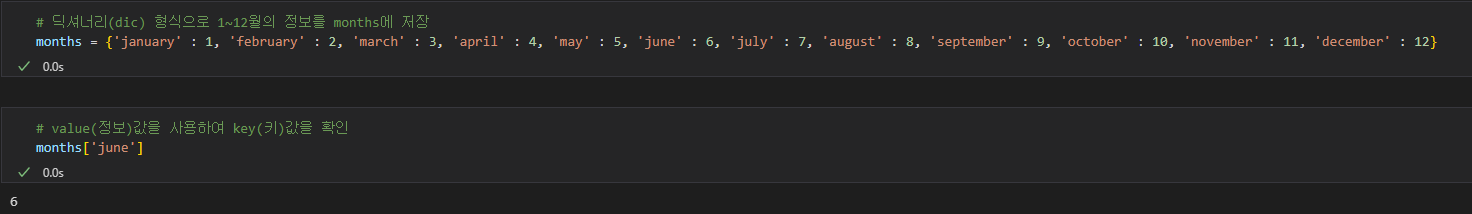 # 딕셔너리(dic) 형식으로 1~12월의 정보를 months에 저장
months = {'january' : 1, 'february' : 2, 'march' : 3, 'april' : 4, 'may' : 5, 'june' : 6, 'july' : 7, 'august' : 8, 'september' : 9, 'october' : 10, 'november' : 11, 'december' : 12}
✓ 0.0s
# value(정보)값을 사용하여 key(키)값을 확인
months['june']
✓ 0.0s
6